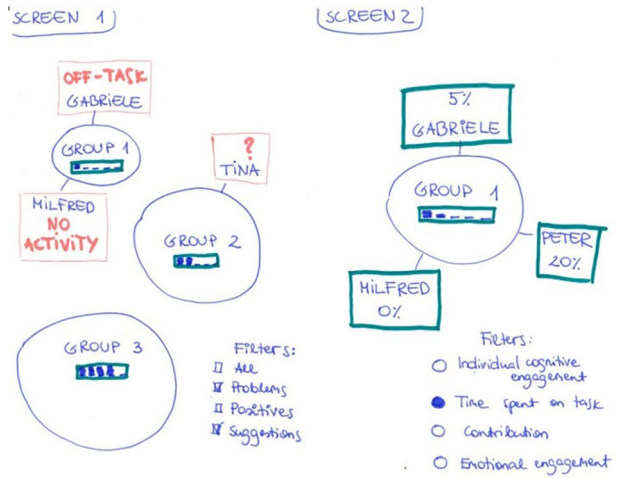 SCREEN 1
OFF-TASK
GABRIELE
GROUP 1
MILFRED
NO
ACTIVITY
?
TINA
GROUP 2
GROUP 3
Filters:
All
Problems
Positives
Suggestions
SCREEN 2
5%
GABRIELE
GROUP 1
PETER
20%
MILFRED
0%
Filters:
Individual cognitive
engagement
Time spent on task
Contribution
Emotional engagement